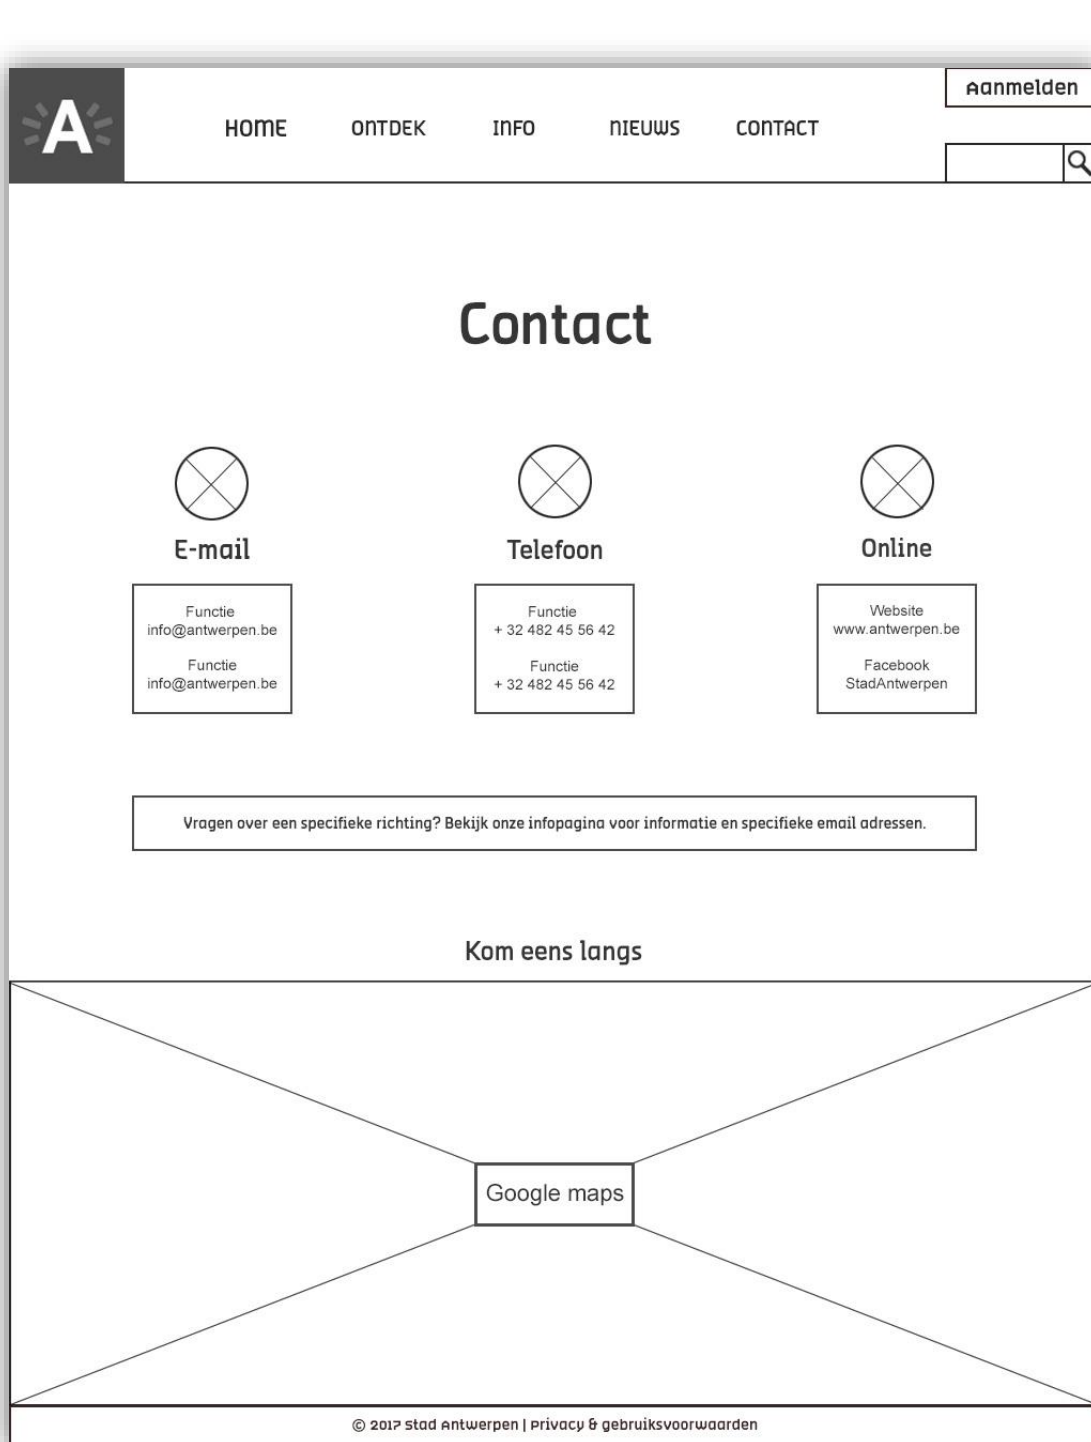 A
Aanmelden
HOME ONTDEK INFO NIEUWS CONTACT
Contact
E-mail
Functie
info@antwerpen.be
Functie
info@antwerpen.be
Telefoon
Functie
+ 32 482 45 56 42
Functie
+ 32 482 45 56 42
Online
Website
www.antwerpen.be
Facebook
StadAntwerpen
Vragen over een specifieke richting? Bekijk onze infopagina voor informatie en specifieke email adressen.
Kom eens langs
Google maps
© 2017 Stad Antwerpen | Privacy & gebruiksvoorwaarden